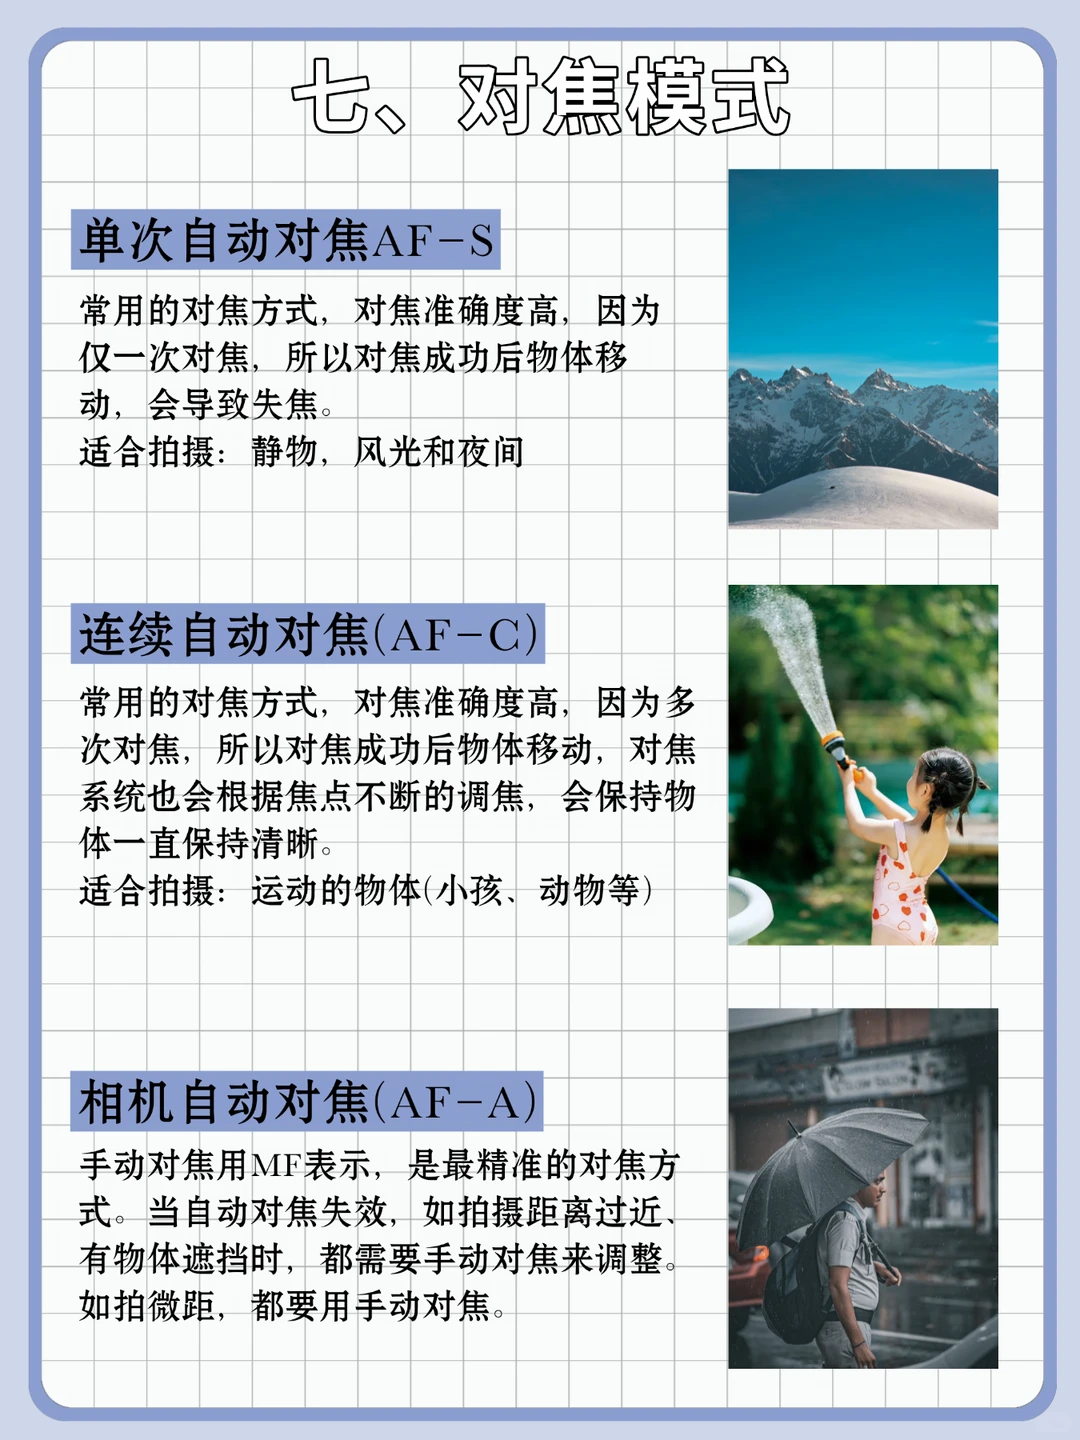 七、对焦模式
单次自动对焦AF-S
常用的对焦方式，对焦准确度高，因为
仅一次对焦，所以对焦成功后物体移
动，会导致失焦。
适合拍摄：静物，风光和夜间
连续自动对焦(AF-C)
常用的对焦方式，对焦准确度高，因为多
次对焦，所以对焦成功后物体移动，对焦
系统也会根据焦点不断的调焦，会保持物
体一直保持清晰。
适合拍摄：运动的物体(小孩、动物等)
相机自动对焦(AF-A)
手动对焦用MF表示，是最精准的对焦方
式。当自动对焦失效，如拍摄距离过近、
有物体遮挡时，都需要手动对焦来调整。
如拍微距，都要用手动对焦。